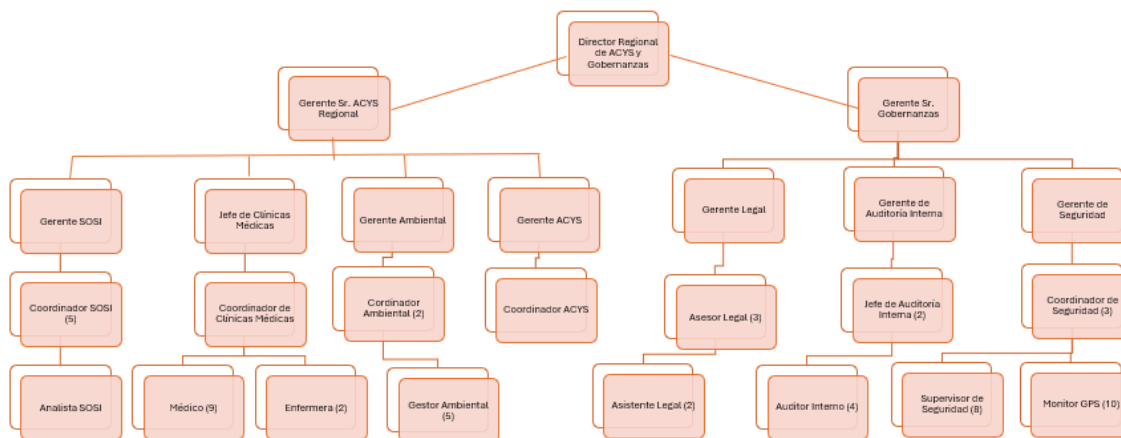 Director Regional
de ACYS y
Gobernanzas
Gerente Sr. ACYS
Regional
Gerente Sr.
Gobernanzas
Gerente SOSI
Jefe de Clínicas
Médicas
Gerente Ambiental
Gerente ACYS
Gerente Legal
Gerente de
Auditoría Interna
Gerente de
Seguridad
Coordinador SOSI
(5)
Coordinador de
Clínicas Médicas
Cordinador
Ambiental (2)
Coordinador ACYS
Asesor Legal (3)
Jefe de Auditoría
Interna (2)
Coordinador de
Seguridad (3)
Analista SOSI
Médico (9)
Enfermera (2)
Gestor Ambiental
(5)
Asistente Legal (2)
Auditor Interno (4)
Supervisor de
Seguridad (8)
Monitor GPS (10)